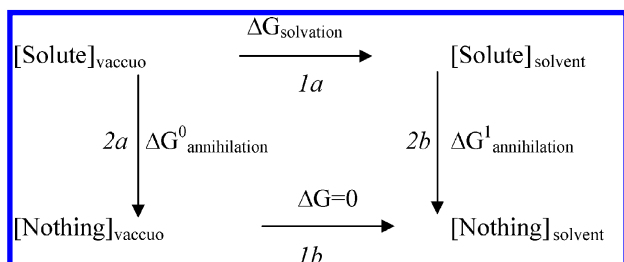 ΔGsolvation
[Solute]vaccuo [Solute]solvent
1a
2a ΔG⁰annihilation 2b ΔG¹annihilation
ΔG=0
[Nothing]vaccuo [Nothing]solvent
1b